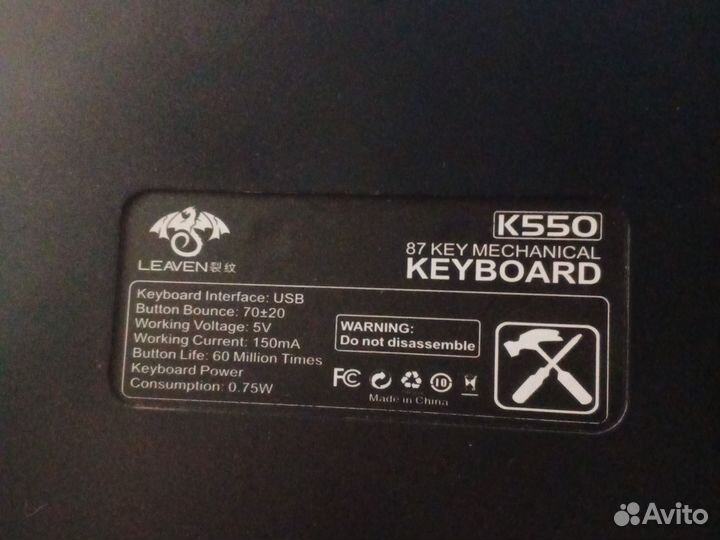 LEAVEN裂纹
K550
87 KEY MECHANICAL
KEYBOARD
Keyboard Interface: USB
Button Bounce: 70±20
Working Voltage: 5V
Working Current: 150mA
Button Life: 60 Million Times
Keyboard Power
Consumption: 0.75W
WARNING:
Do not disassemble
FC
10
Made in China
Avito